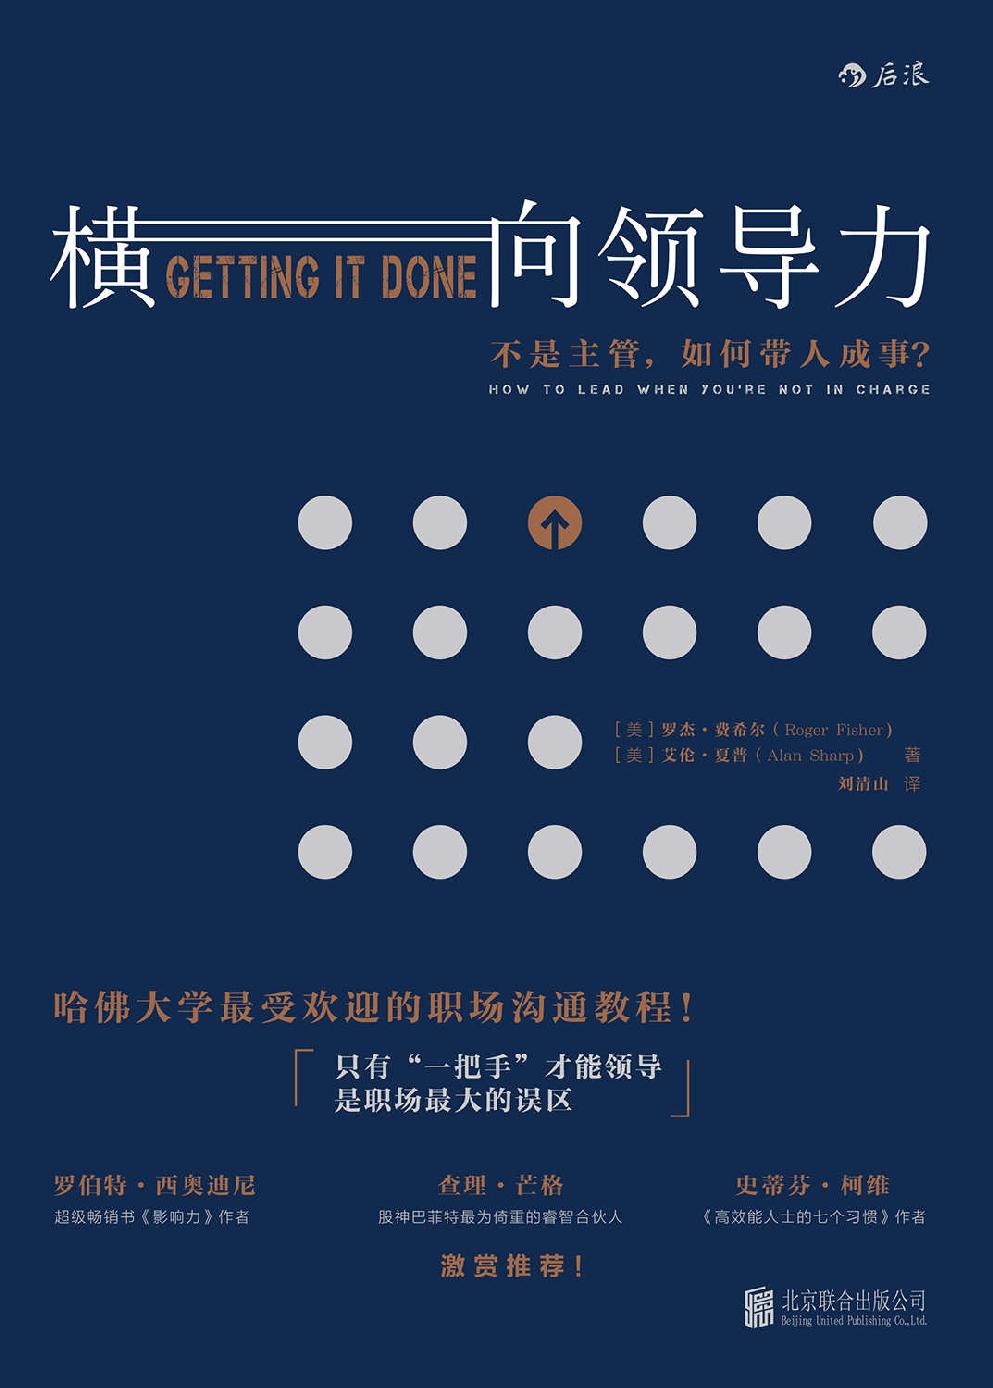 后浪
横向领导力
GETTING IT DONE
不是主管，如何带人成事？
HOW TO LEAD WHEN YOU'RE NOT IN CHARGE
［美］罗杰·费希尔（Roger Fisher）
［美］艾伦·夏普（Alan Sharp） 著
刘清山 译
哈佛大学最受欢迎的职场沟通教程！
只有“一把手”才能领导
是职场最大的误区
罗伯特·西奥迪尼 查理·芒格 史蒂芬·柯维
超级畅销书《影响力》作者 股神巴菲特最为倚重的睿智合伙人 《高效能人士的七个习惯》作者
激赏推荐！
北京联合出版公司
Beijing United Publishing Co.,Ltd.